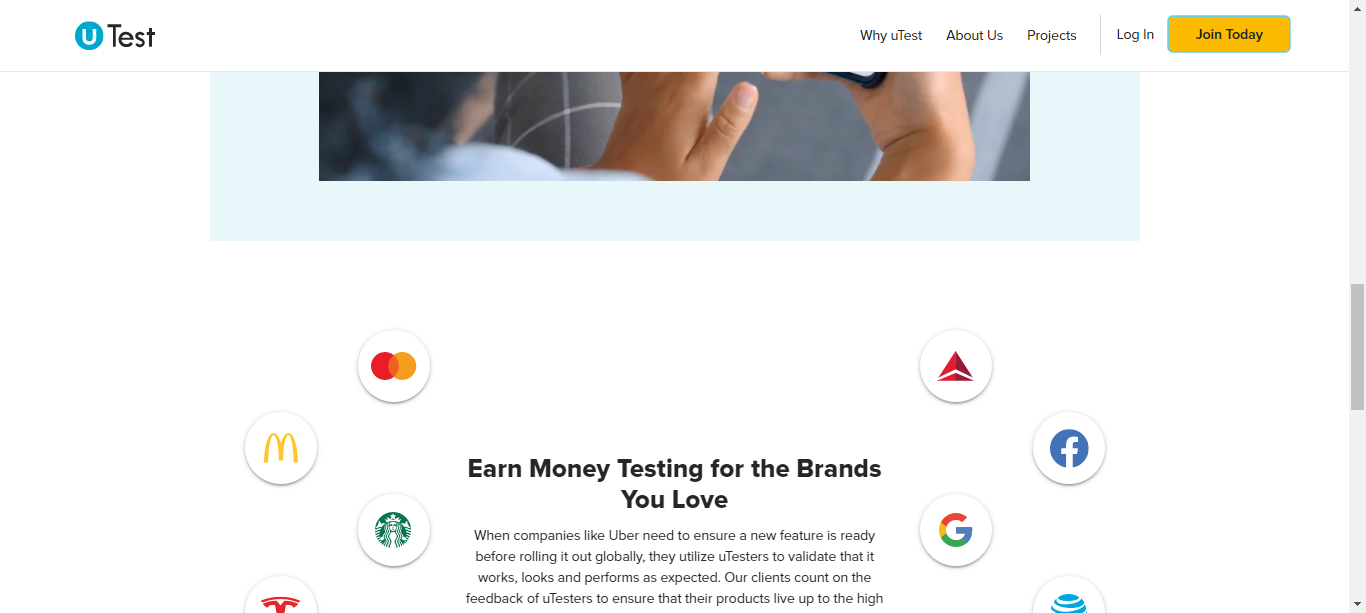 uTest
Why uTest
About Us
Projects
Log In
Join Today
Earn Money Testing for the Brands
You Love
When companies like Uber need to ensure a new feature is ready
before rolling it out globally, they utilize uTesters to validate that it
works, looks and performs as expected. Our clients count on the
feedback of uTesters to ensure that their products live up to the high